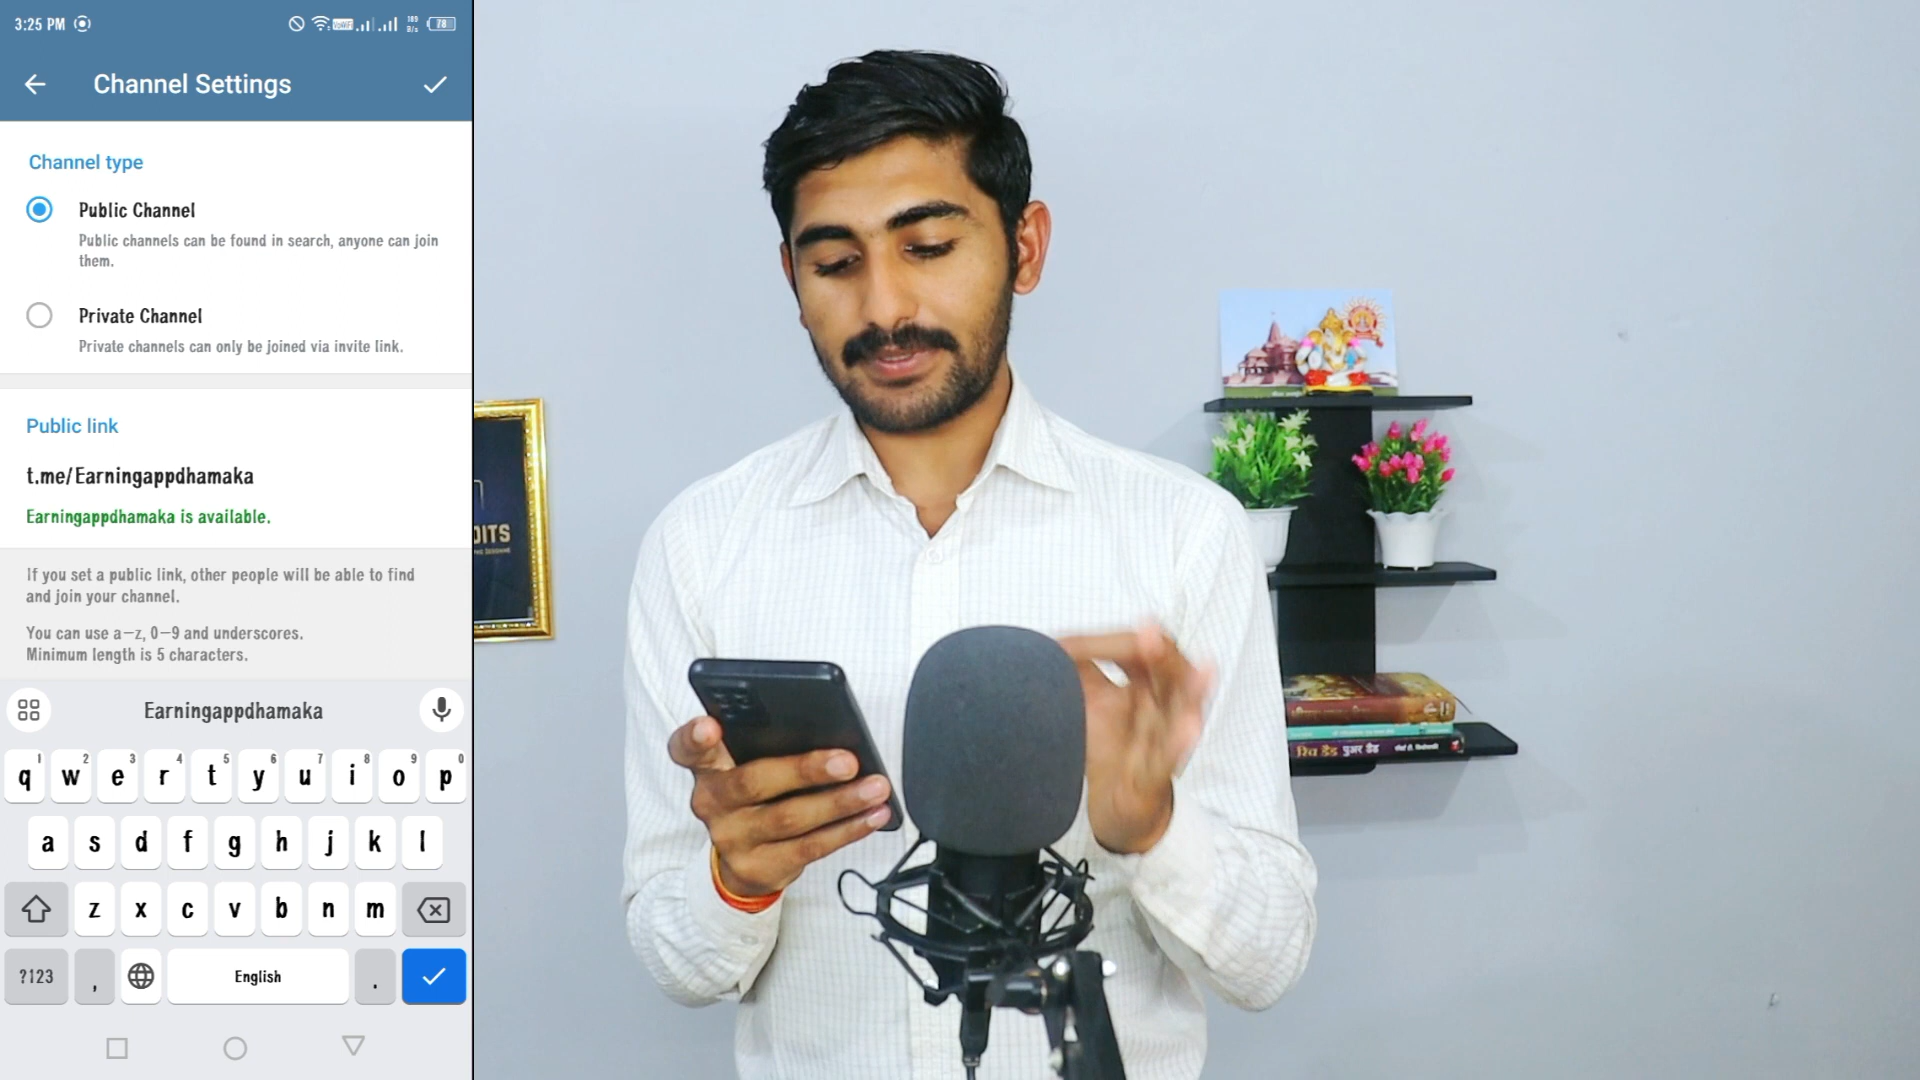 3:25 PM
VoWiFi
189
B/s
78
Channel Settings
Channel type
Public Channel
Public channels can be found in search, anyone can join
them.
Private Channel
Private channels can only be joined via invite link.
Public link
t.me/Earningappdhamaka
Earningappdhamaka is available.
If you set a public link, other people will be able to find
and join your channel.
You can use a–z, 0–9 and underscores.
Minimum length is 5 characters.
Earningappdhamaka
1 2 3 4 5 6 7 8 9 0
q w e r t y u i o p
a s d f g h j k l
z x c v b n m
?123 , English .
DITS
रिच डैड पुअर डैड